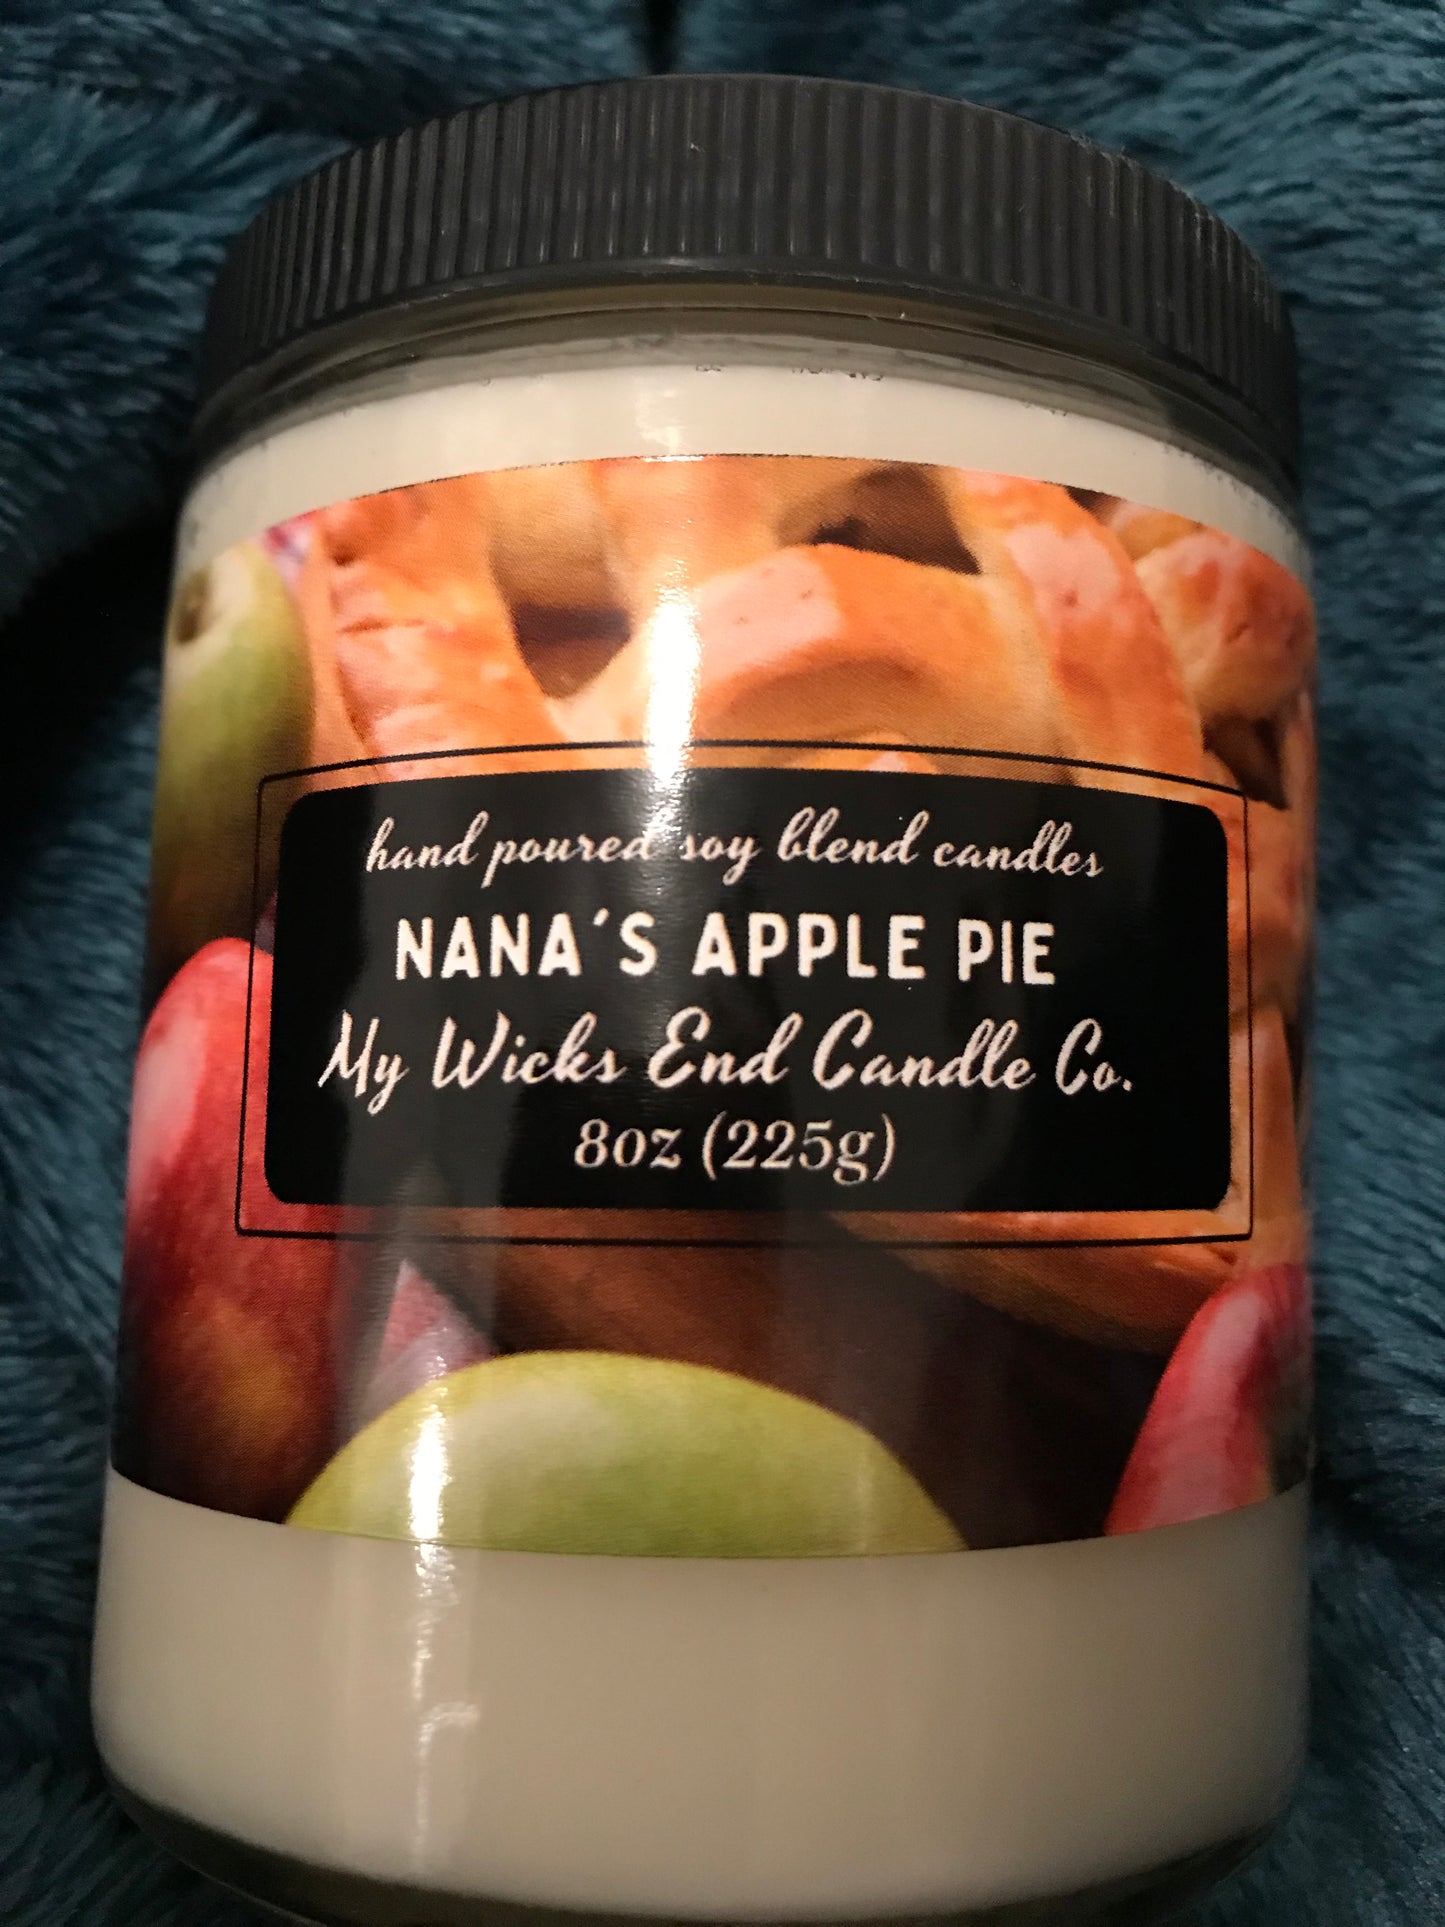 hand poured soy blend candles
NANA´S APPLE PIE
My Wicks End Candle Co.
8oz (225g)